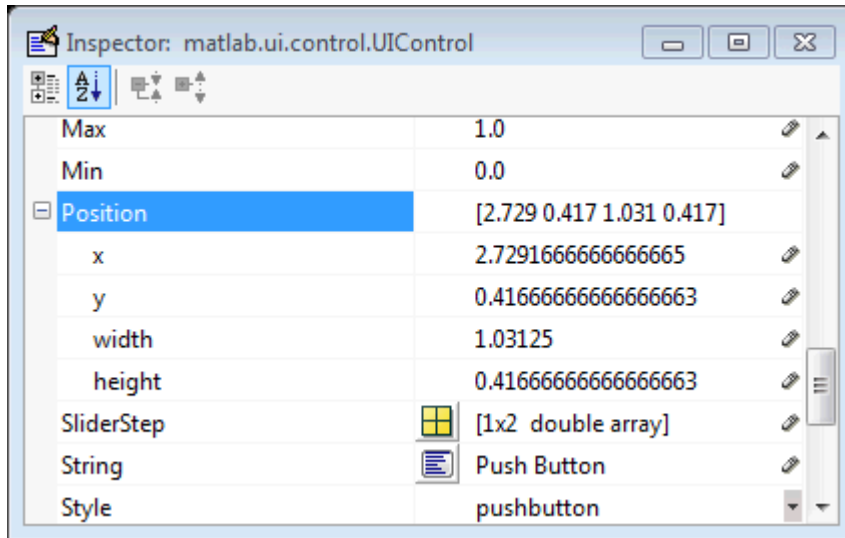 Inspector: matlab.ui.control.UIControl
Max 1.0
Min 0.0
Position [2.729 0.417 1.031 0.417]
x 2.7291666666666665
y 0.41666666666666663
width 1.03125
height 0.41666666666666663
SliderStep [1x2 double array]
String Push Button
Style pushbutton